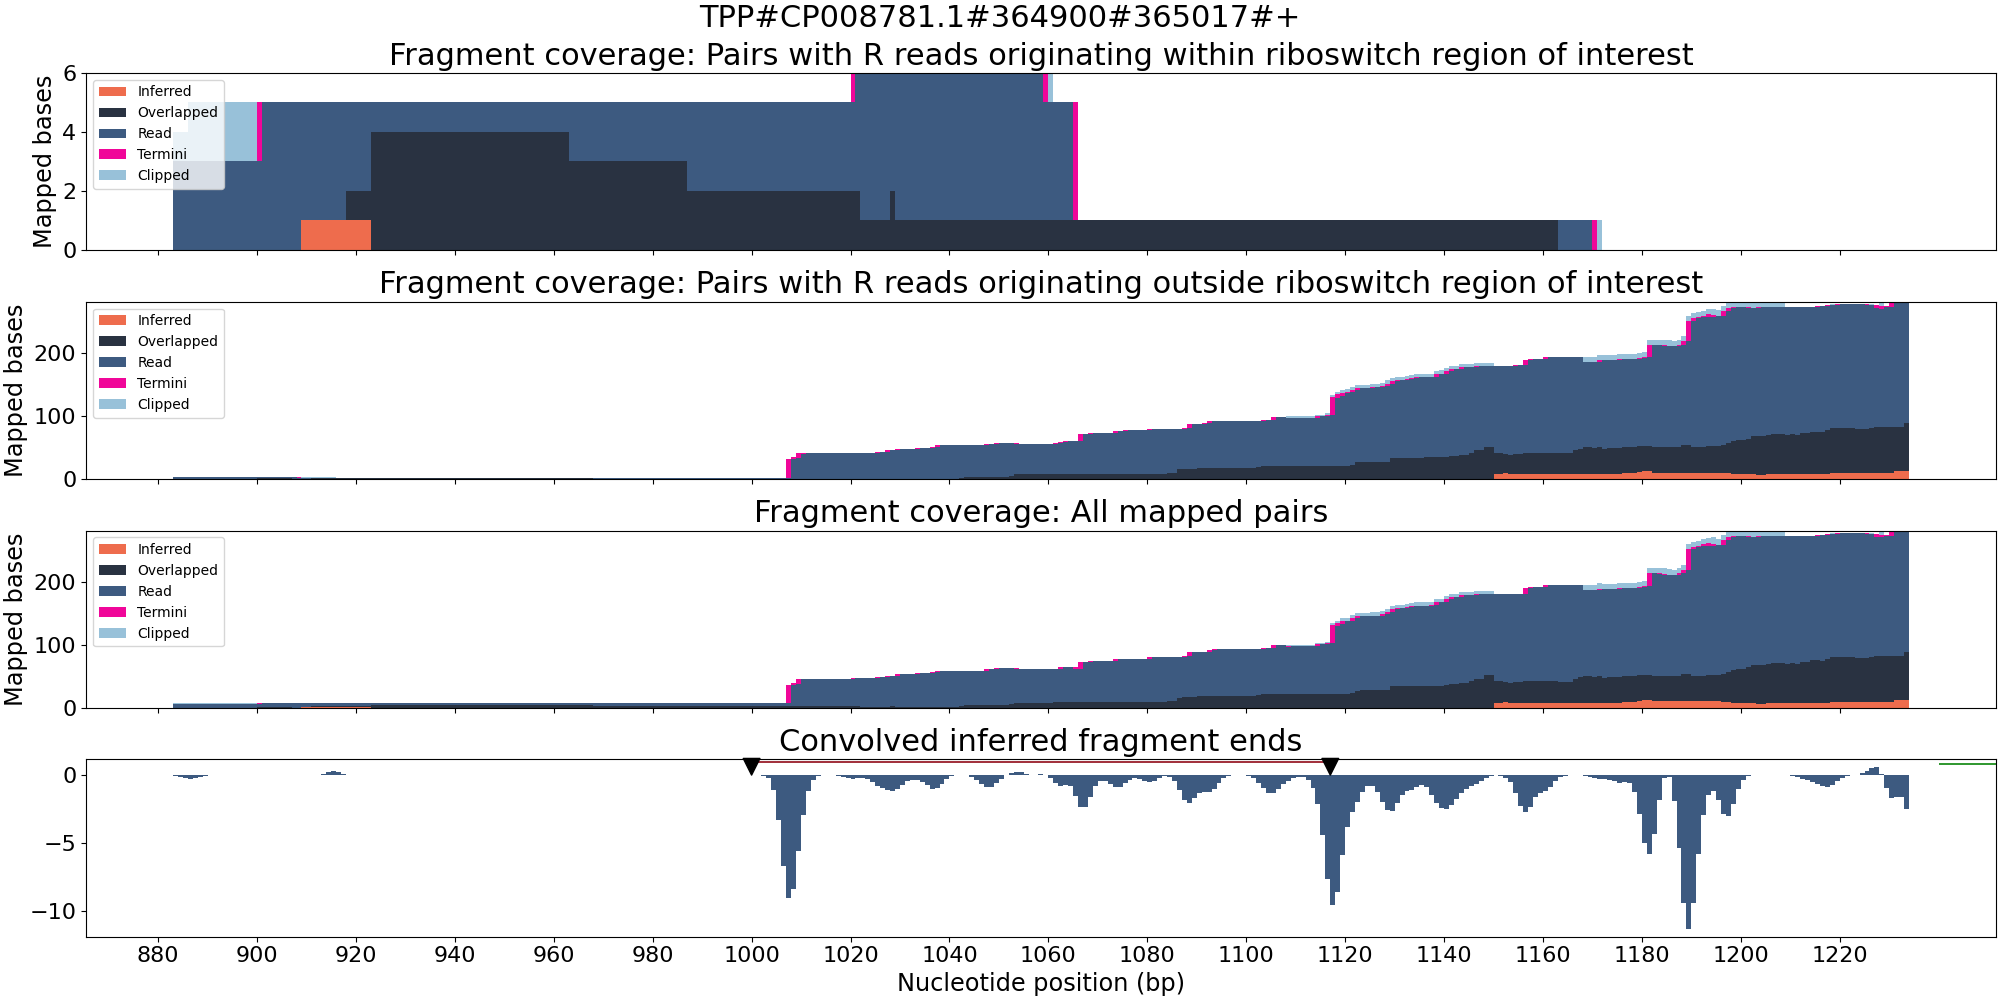 TPP#CP008781.1#364900#365017#+
Fragment coverage: Pairs with R reads originating within riboswitch region of interest
Mapped bases
6
4
2
0
Inferred
Overlapped
Read
Termini
Clipped
Fragment coverage: Pairs with R reads originating outside riboswitch region of interest
Mapped bases
200
100
0
Inferred
Overlapped
Read
Termini
Clipped
Fragment coverage: All mapped pairs
Mapped bases
200
100
0
Inferred
Overlapped
Read
Termini
Clipped
Convolved inferred fragment ends
0
−5
−10
880 900 920 940 960 980 1000 1020 1040 1060 1080 1100 1120 1140 1160 1180 1200 1220
Nucleotide position (bp)